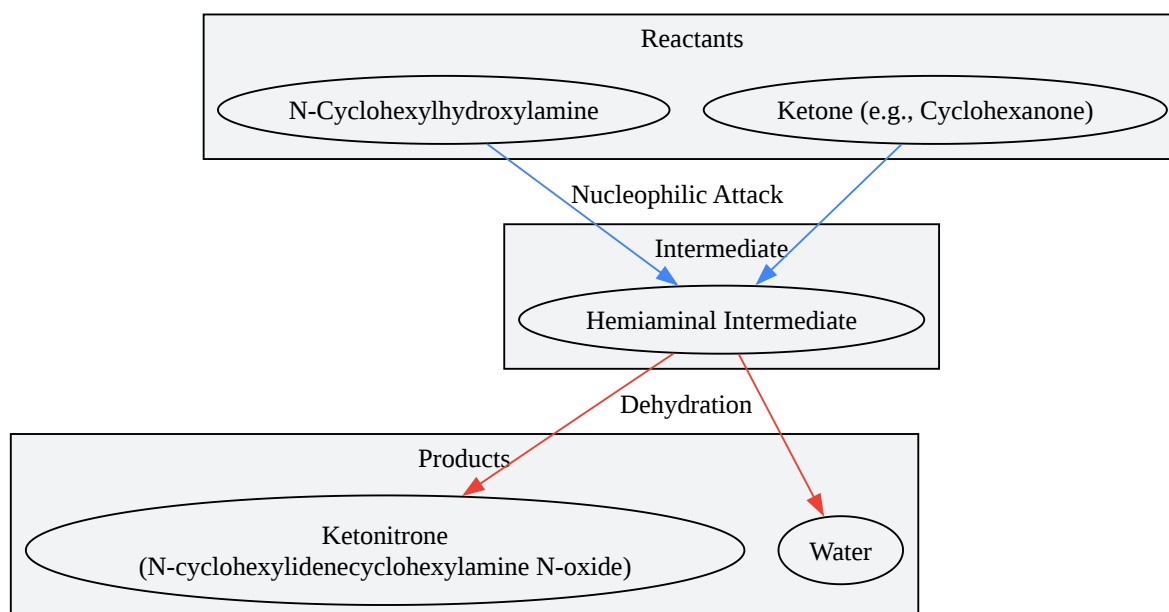 Reactants
N-Cyclohexylhydroxylamine
Ketone (e.g., Cyclohexanone)
Nucleophilic Attack
Intermediate
Hemiaminal Intermediate
Dehydration
Products
Ketonitrone
(N-cyclohexylidenecyclohexylamine N-oxide)
Water